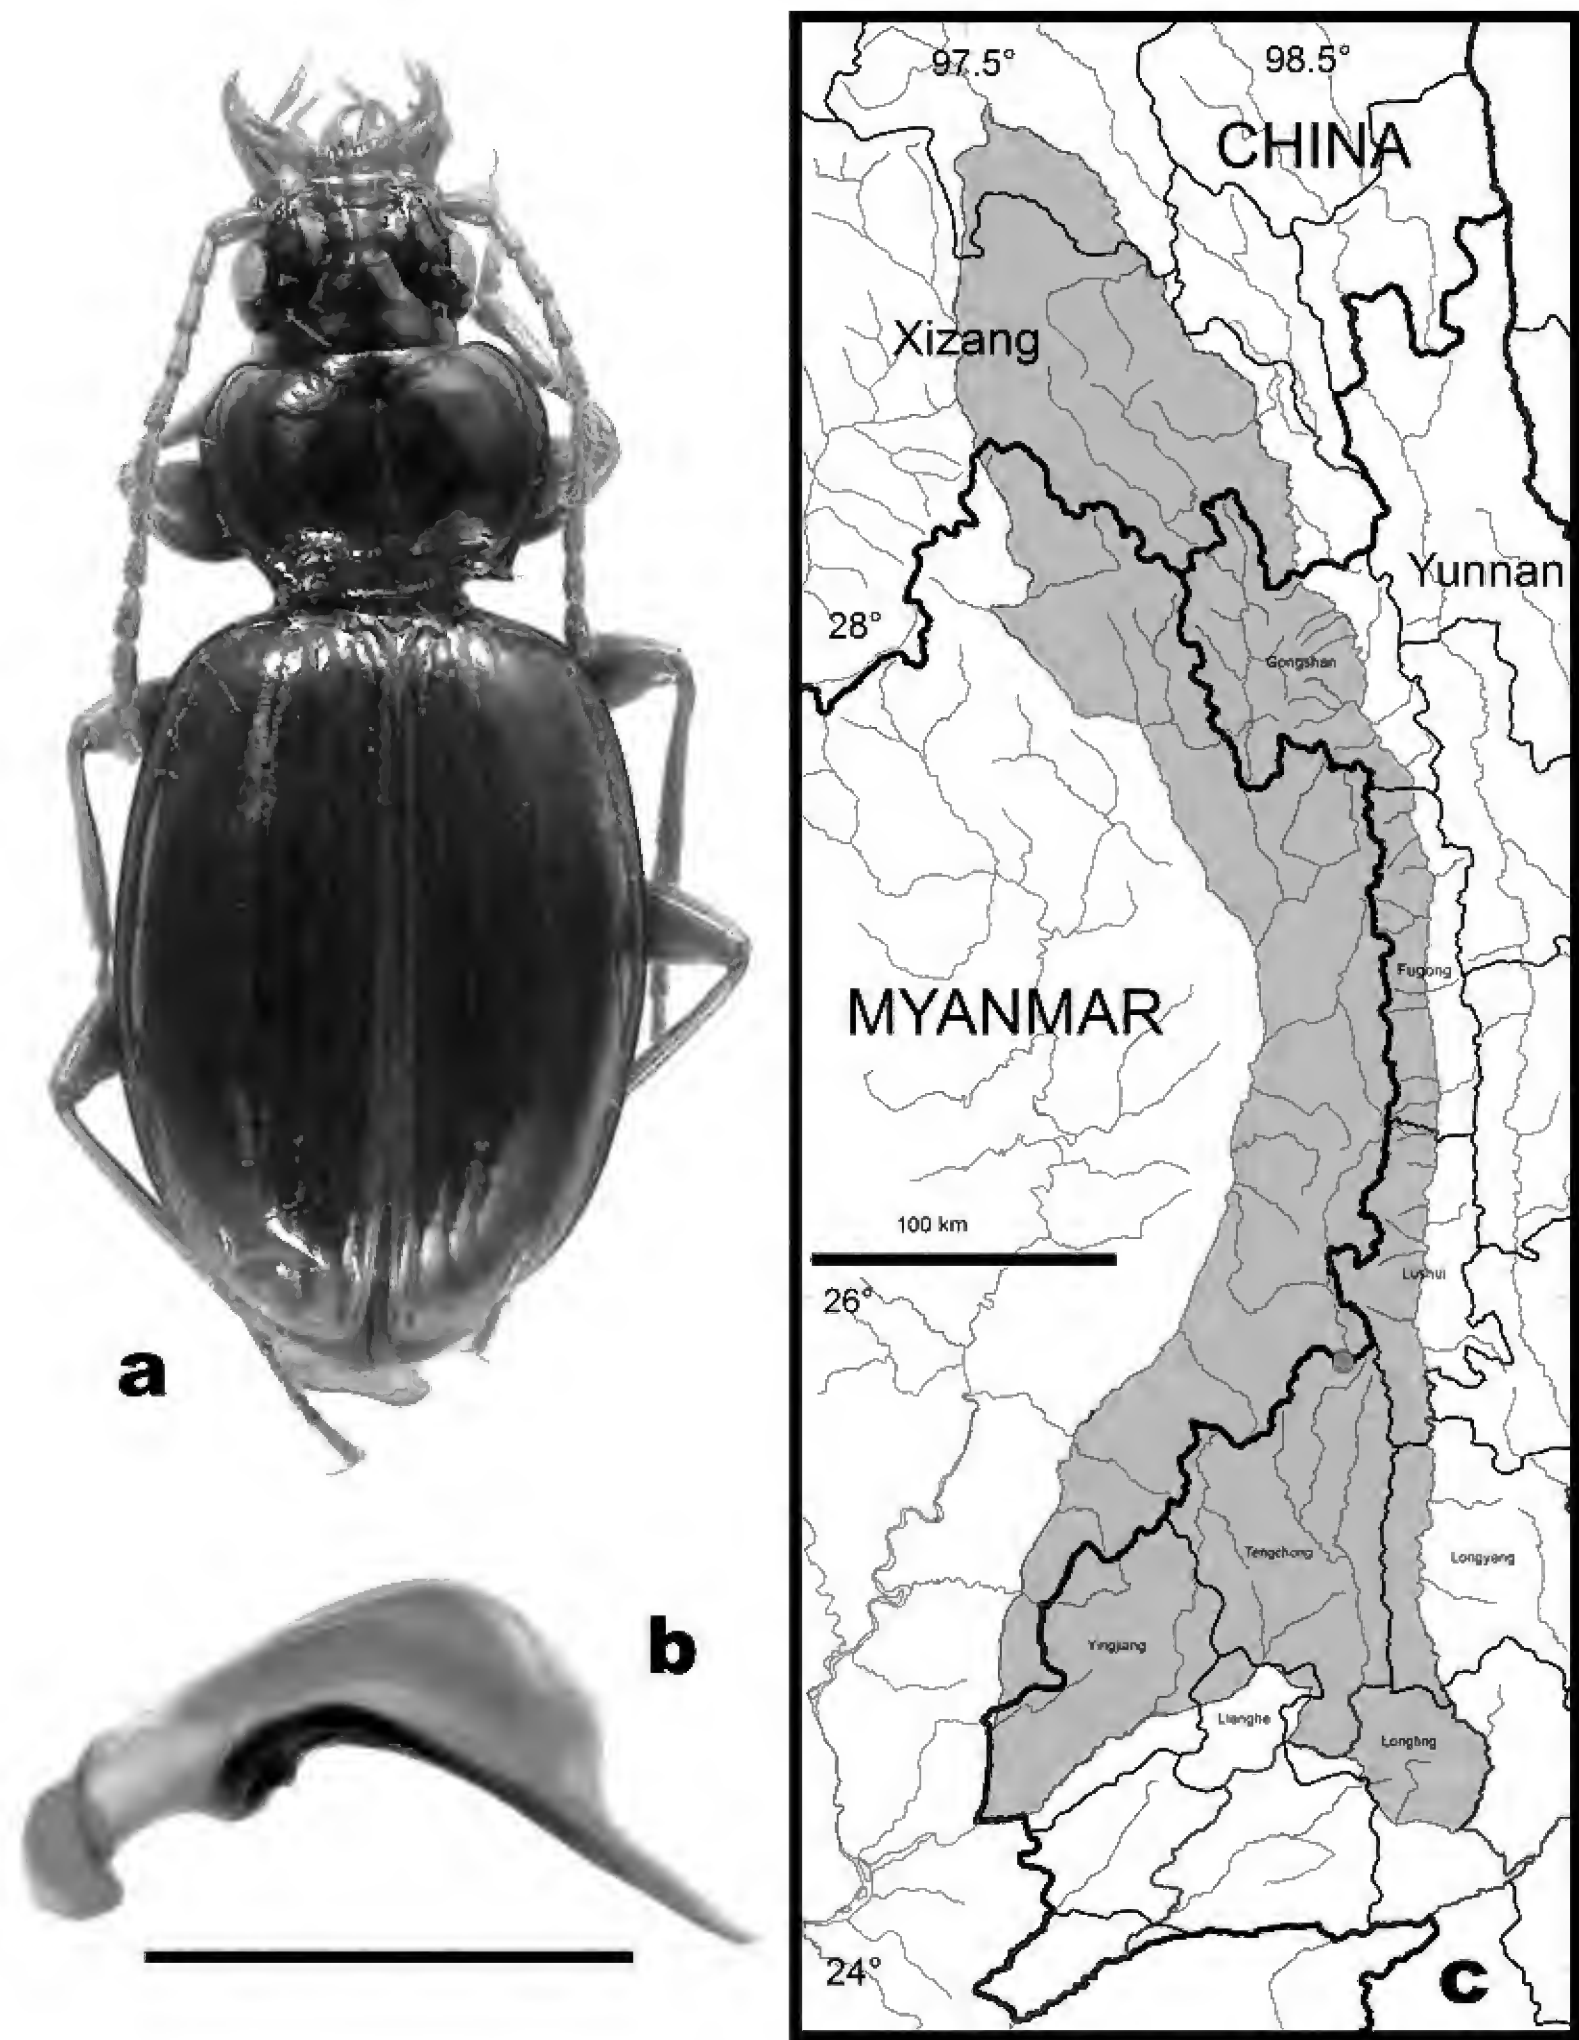 a
b
97.5°
98.5°
CHINA
Xizang
Yunnan
28°
Gongshan
Fugong
MYANMAR
100 km
Lushui
26°
Tengchong
Longyang
Yingjiang
Lianghe
Longling
24°
c